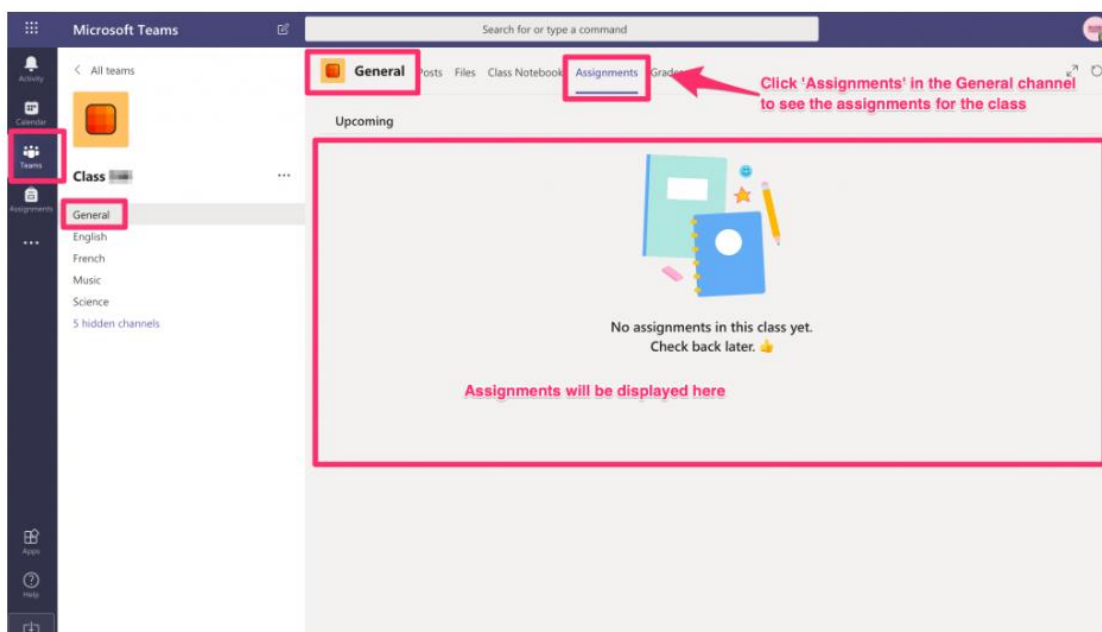 Microsoft Teams
Search for or type a command
Activity
Calendar
Teams
Assignments
Apps
Help
All teams
Class
General
English
French
Music
Science
5 hidden channels
General Posts Files Class Notebook Assignments Grades
Click 'Assignments' in the General channel
to see the assignments for the class
Upcoming
No assignments in this class yet.
Check back later. 👍
Assignments will be displayed here